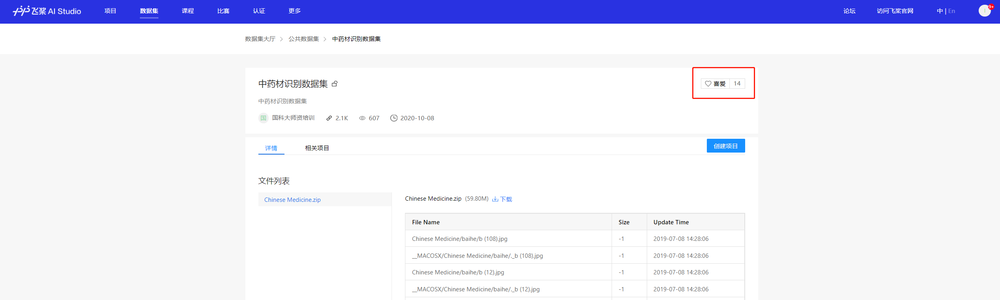 飞桨 AI Studio 项目 数据集 课程 比赛 认证 更多 论坛 访问飞桨官网 中 | En 9+
数据集大厅 > 公共数据集 > 中药材识别数据集
中药材识别数据集
喜爱 14
中药材识别数据集
国 国科大师资培训 2.1K 607 2020-10-08
详情 相关项目 创建项目
文件列表
Chinese Medicine.zip
Chinese Medicine.zip (59.80M) 下载
File Name Size Update Time
Chinese Medicine/baihe/b (108).jpg -1 2019-07-08 14:28:06
__MACOSX/Chinese Medicine/baihe/._b (108).jpg -1 2019-07-08 14:28:06
Chinese Medicine/baihe/b (12).jpg -1 2019-07-08 14:28:06
__MACOSX/Chinese Medicine/baihe/._b (12).jpg -1 2019-07-08 14:28:06